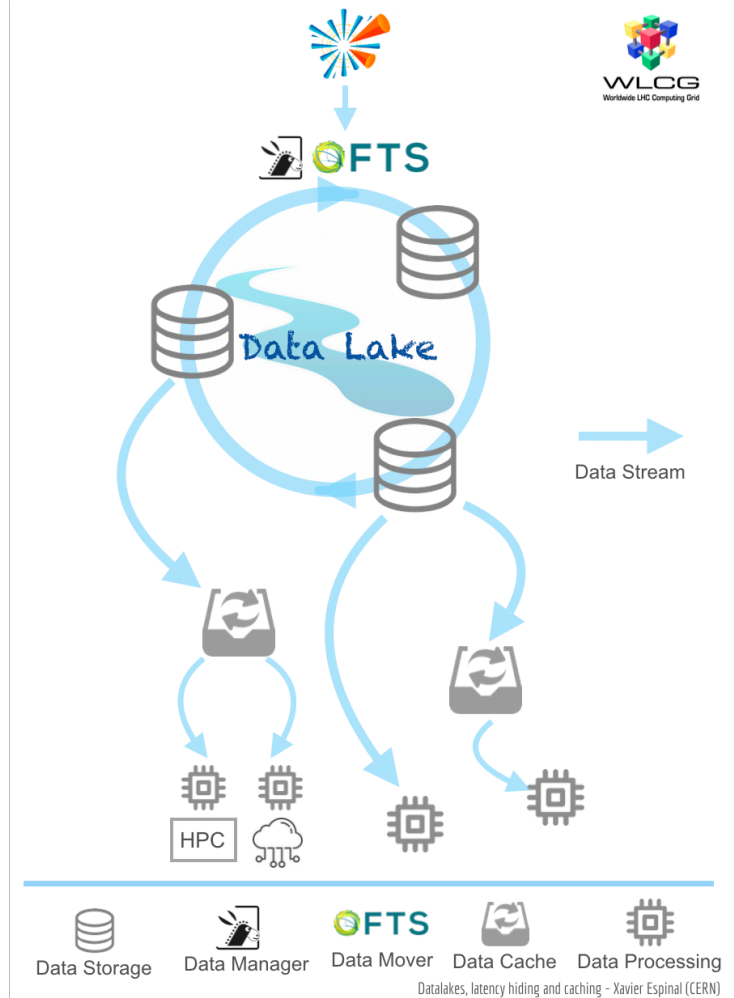 WLCG
Worldwide LHC Computing Grid
FTS
Data Lake
Data Stream
HPC
FTS
Data Storage
Data Manager
Data Mover
Data Cache
Data Processing
Datalakes, latency hiding and caching - Xavier Espinal (CERN)